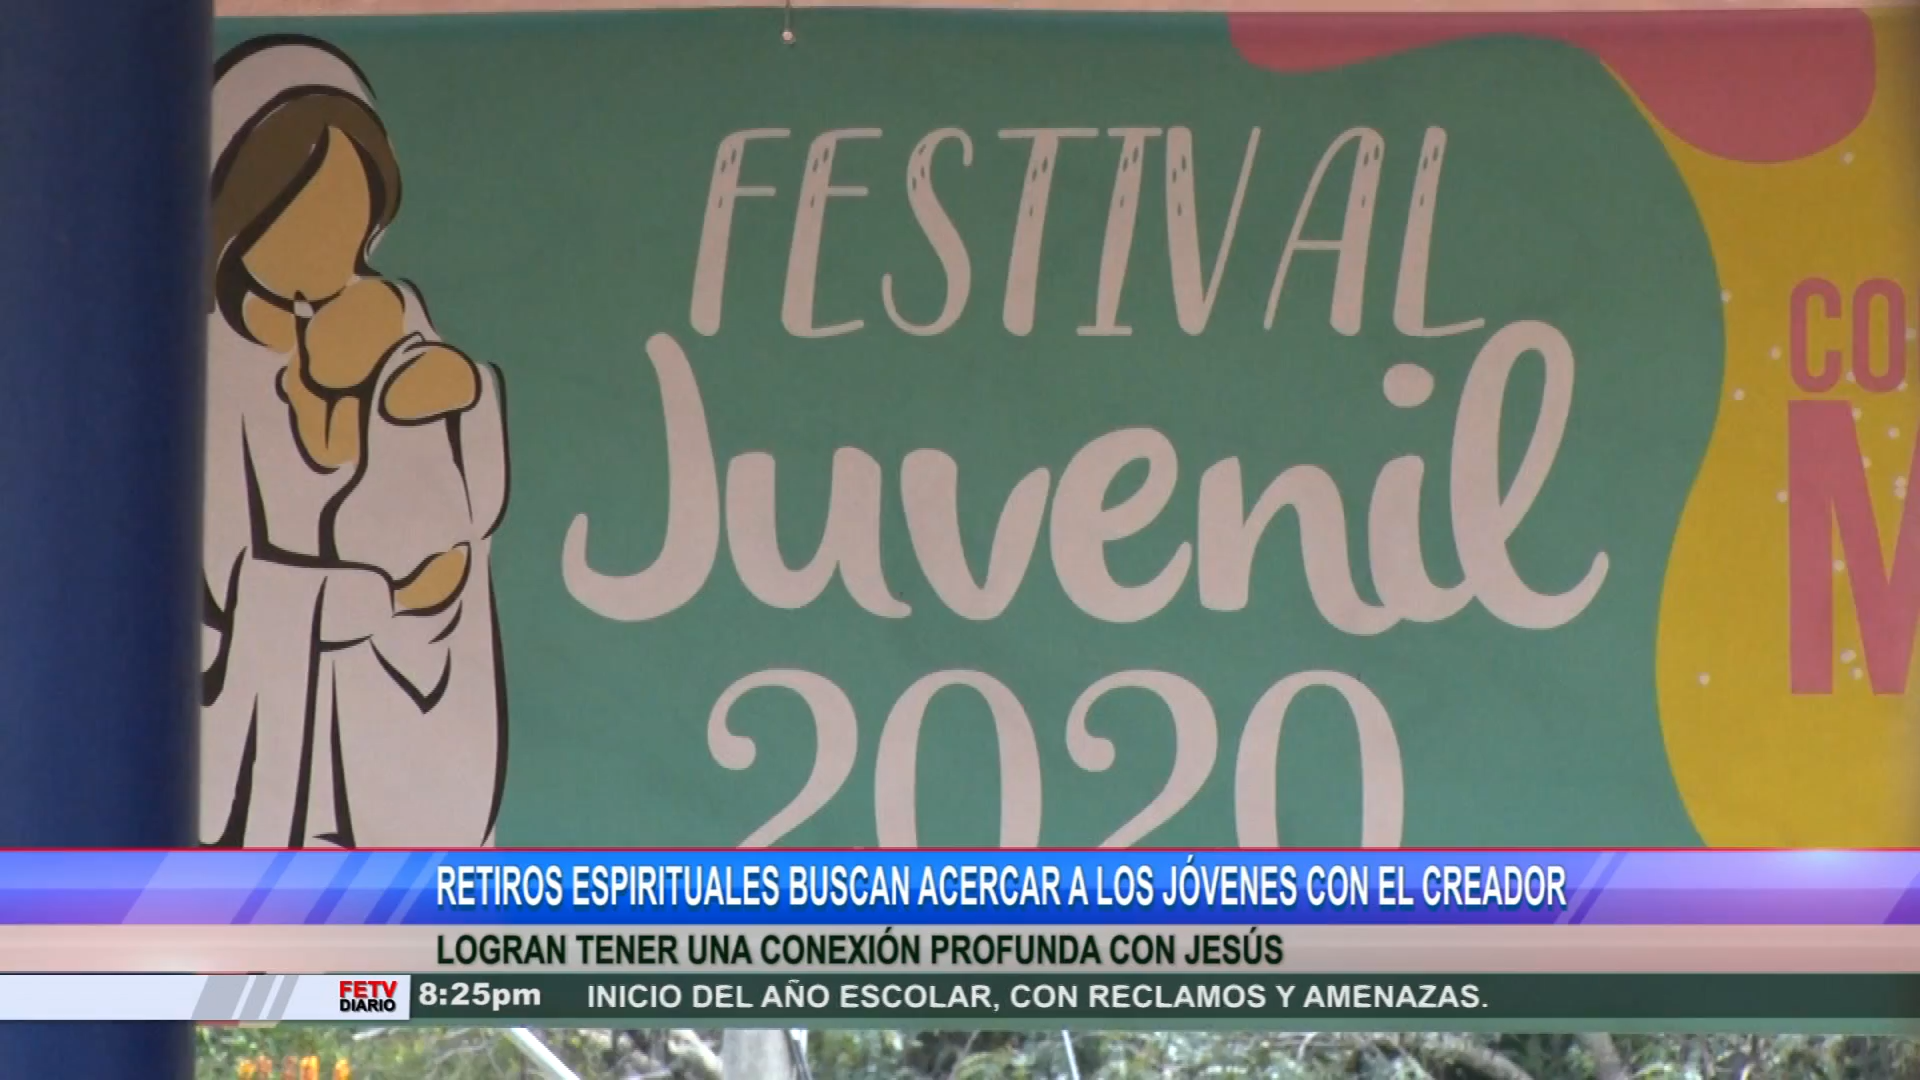 FESTIVAL
Juvenil
2020
CO
M
RETIROS ESPIRITUALES BUSCAN ACERCAR A LOS JÓVENES CON EL CREADOR
LOGRAN TENER UNA CONEXIÓN PROFUNDA CON JESÚS
FETV
DIARIO
8:25pm
INICIO DEL AÑO ESCOLAR, CON RECLAMOS Y AMENAZAS.